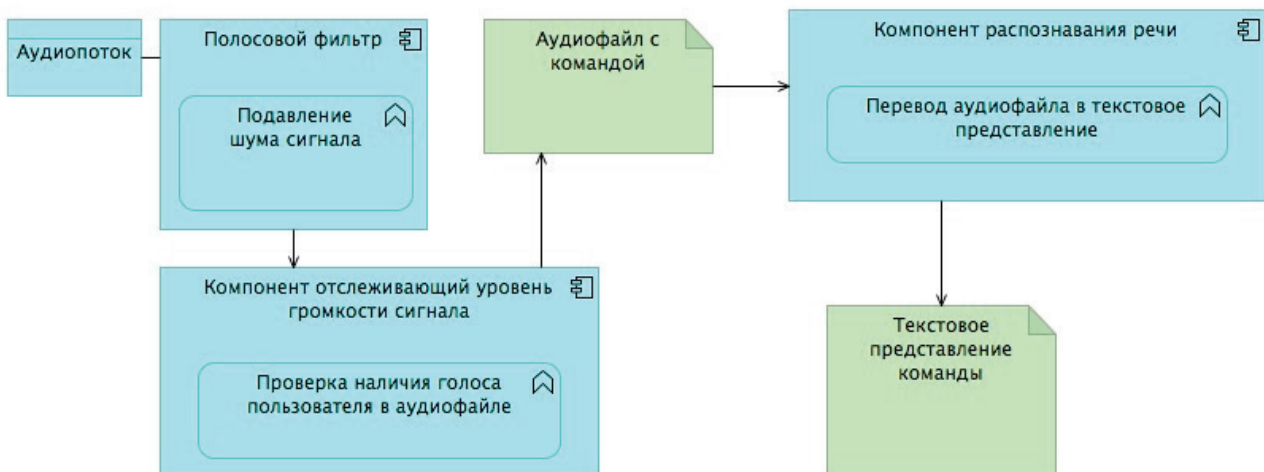 Аудиопоток
Полосовой фильтр
Подавление
шума сигнала
Компонент отслеживающий уровень
громкости сигнала
Проверка наличия голоса
пользователя в аудиофайле
Аудиофайл с
командой
Компонент распознавания речи
Перевод аудиофайла в текстовое
представление
Текстовое
представление
команды